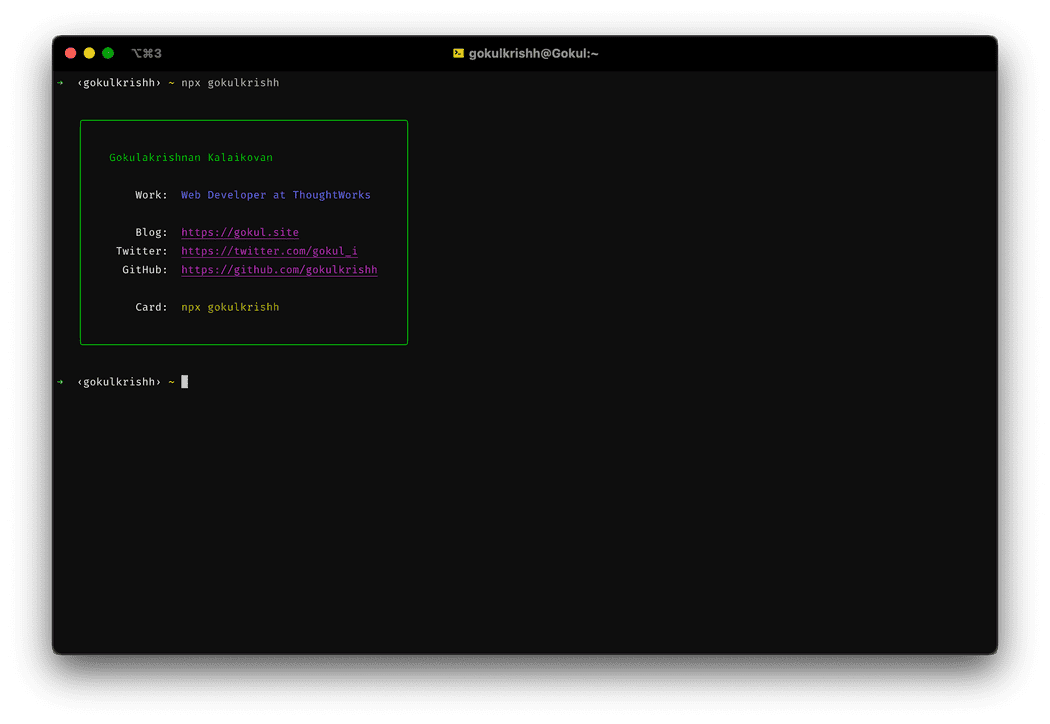 ⌥⌘3 gokulkrishh@Gokul:~
➜ ‹gokulkrishh› ~ npx gokulkrishh
Gokulakrishnan Kalaikovan
Work: Web Developer at ThoughtWorks
Blog: https://gokul.site
Twitter: https://twitter.com/gokul_i
GitHub: https://github.com/gokulkrishh
Card: npx gokulkrishh
➜ ‹gokulkrishh› ~